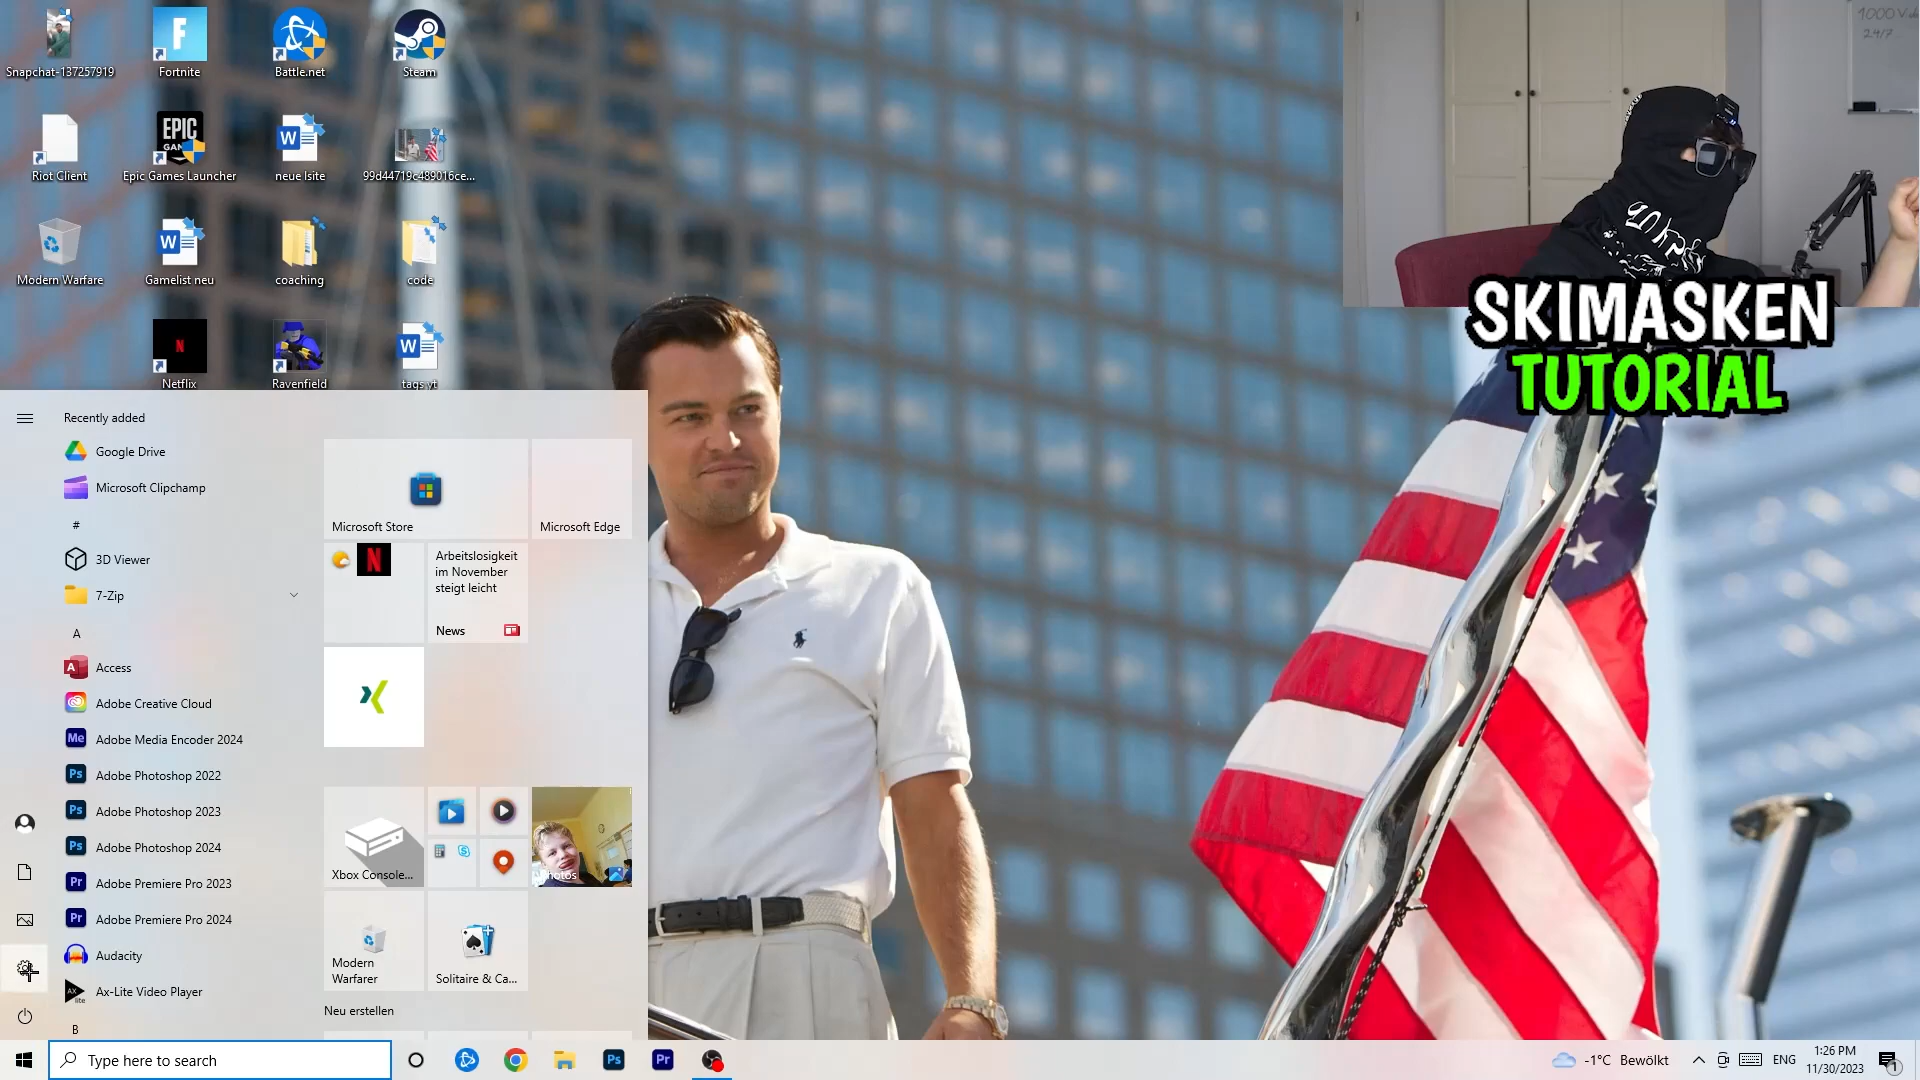 Snapchat-137257919
Fortnite
Battle.net
Steam
Riot Client
EPIC
Epic Games Launcher
neue lsite
99d44719c489016ce...
Modern Warfare
Gamelist neu
coaching
code
Netflix
Ravenfield
tags yt
24/7
SKIMASKEN
TUTORIAL
Recently added
Google Drive
Microsoft Clipchamp
#
3D Viewer
7-Zip
A
Access
Adobe Creative Cloud
Adobe Media Encoder 2024
Adobe Photoshop 2022
Adobe Photoshop 2023
Adobe Photoshop 2024
Adobe Premiere Pro 2023
Adobe Premiere Pro 2024
Audacity
Ax-Lite Video Player
B
Microsoft Store
Microsoft Edge
Arbeitslosigkeit
im November
steigt leicht
News
Xbox Console...
Photos
Modern
Warfarer
Solitaire & Ca...
Neu erstellen
Type here to search
-1°C Bewölkt
ENG
1:26 PM
11/30/2023
1